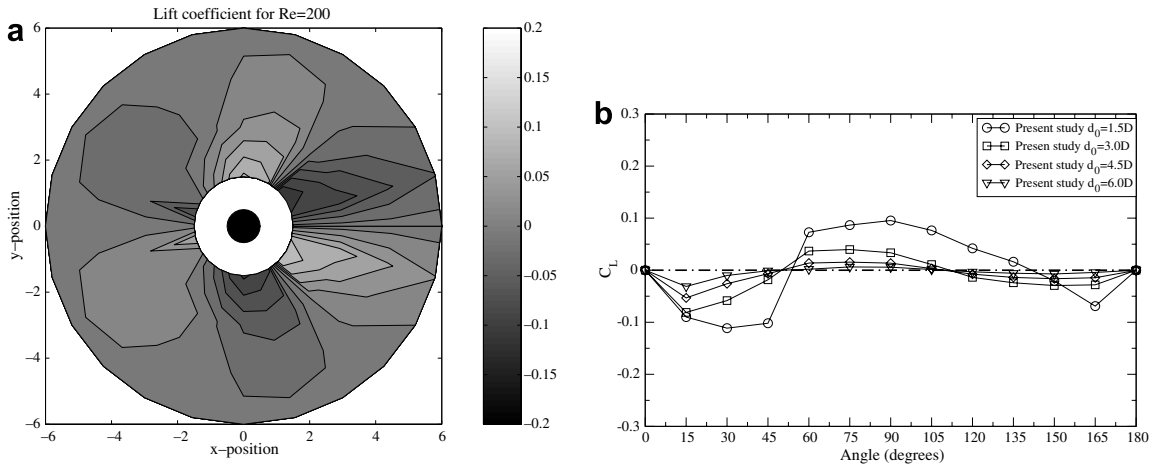 a
Lift coefficient for Re=200
6
4
2
0
−2
−4
−6
y−position
−6
−4
−2
0
2
4
6
x−position
0.2
0.15
0.1
0.05
0
−0.05
−0.1
−0.15
−0.2
b
0.3
0.2
0.1
0
-0.1
-0.2
-0.3
C_L
Present study d_0=1.5D
Presen study d_0=3.0D
Present study d_0=4.5D
Present study d_0=6.0D
0 15 30 45 60 75 90 105 120 135 150 165 180
Angle (degrees)